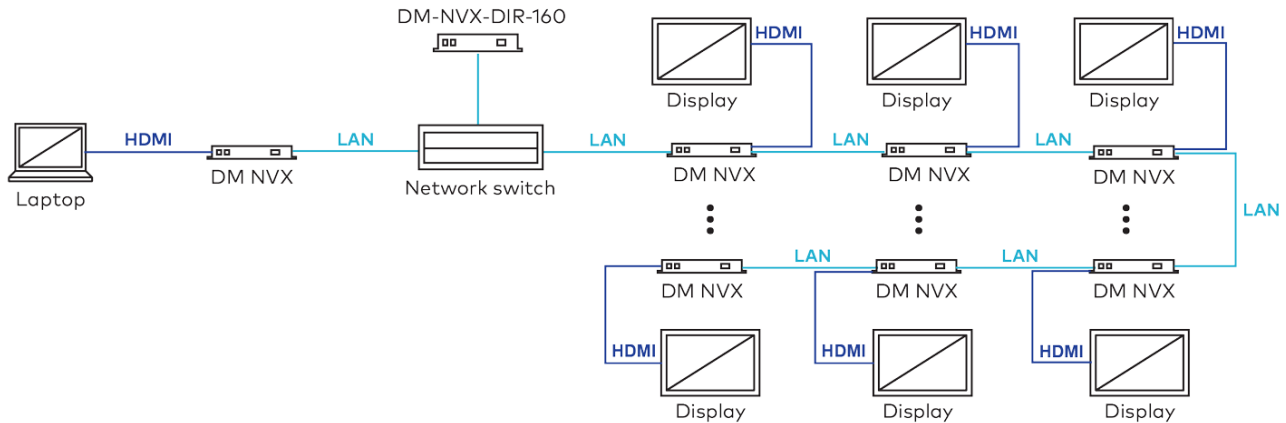 DM-NVX-DIR-160
HDMI
HDMI
HDMI
Display
Display
Display
HDMI
LAN
LAN
LAN
LAN
DM NVX
Network switch
DM NVX
DM NVX
DM NVX
Laptop
LAN
LAN
LAN
DM NVX
DM NVX
DM NVX
HDMI
HDMI
HDMI
Display
Display
Display